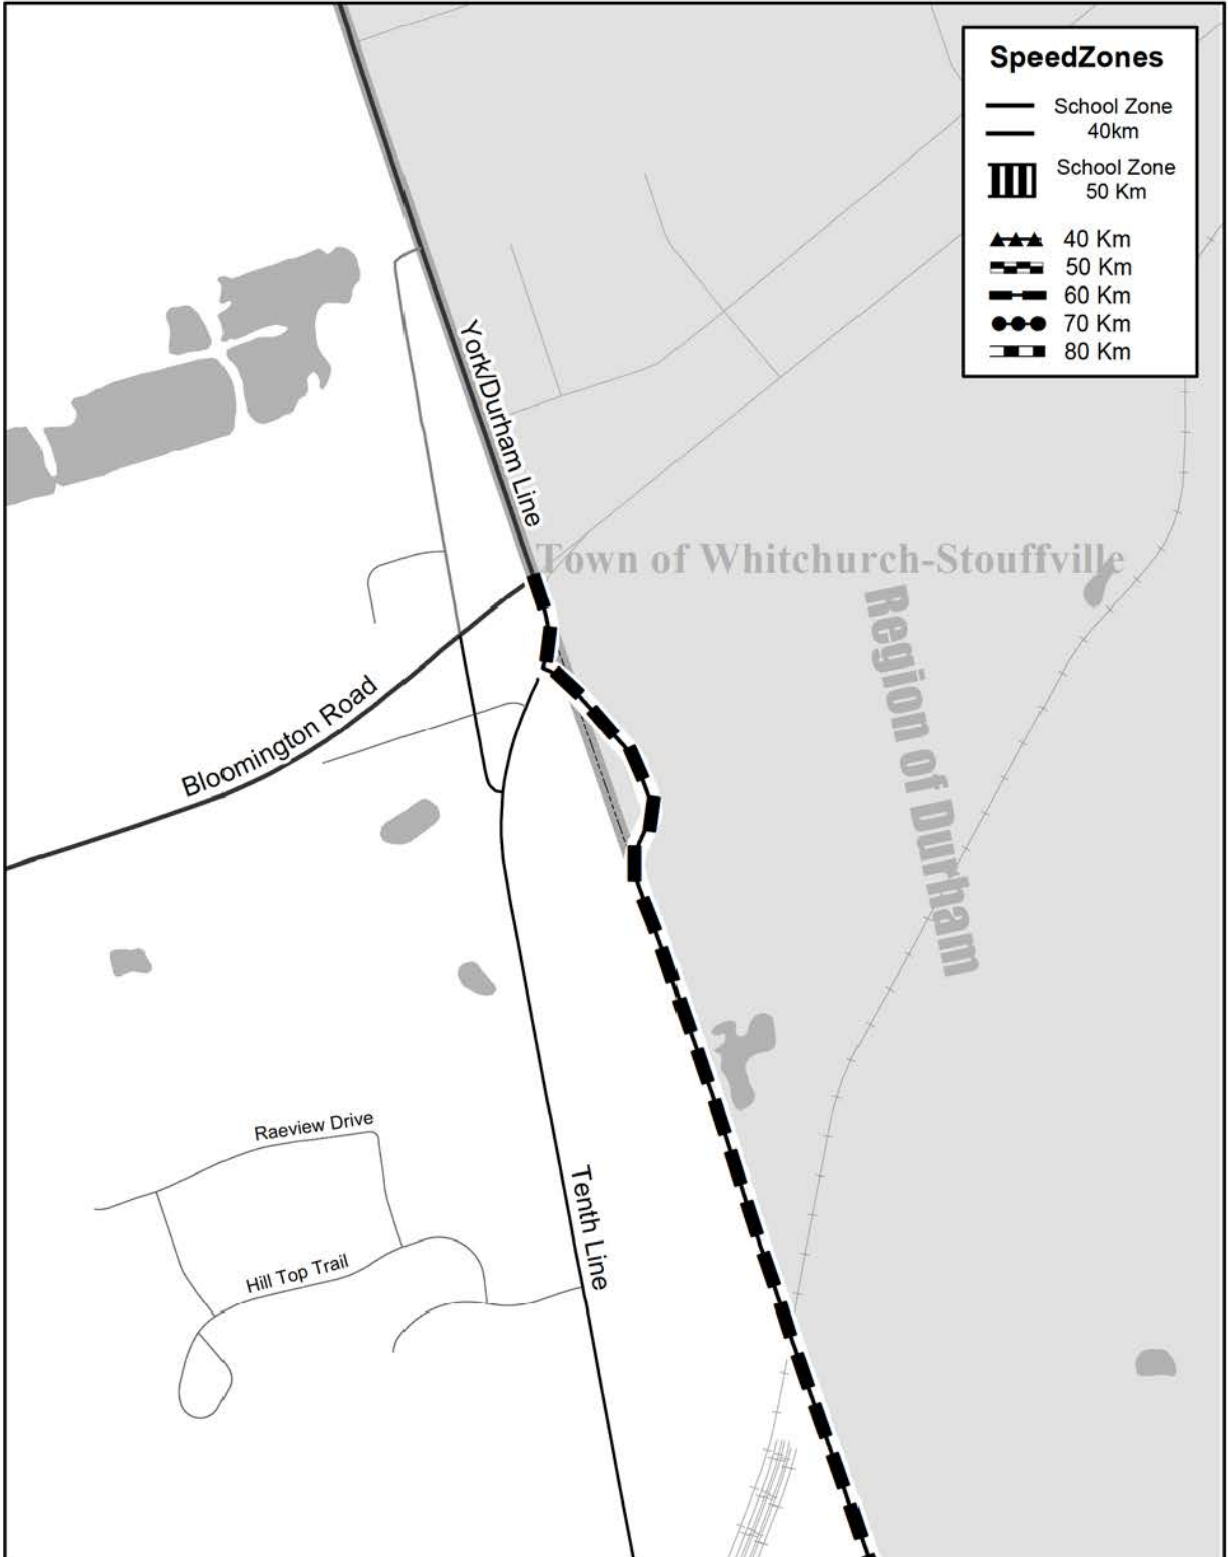 SpeedZones
School Zone
40km
School Zone
50 Km
40 Km
50 Km
60 Km
70 Km
80 Km
York/Durham Line
Town of Whitchurch-Stouffville
Region of Durham
Bloomington Road
Raeview Drive
Tenth Line
Hill Top Trail